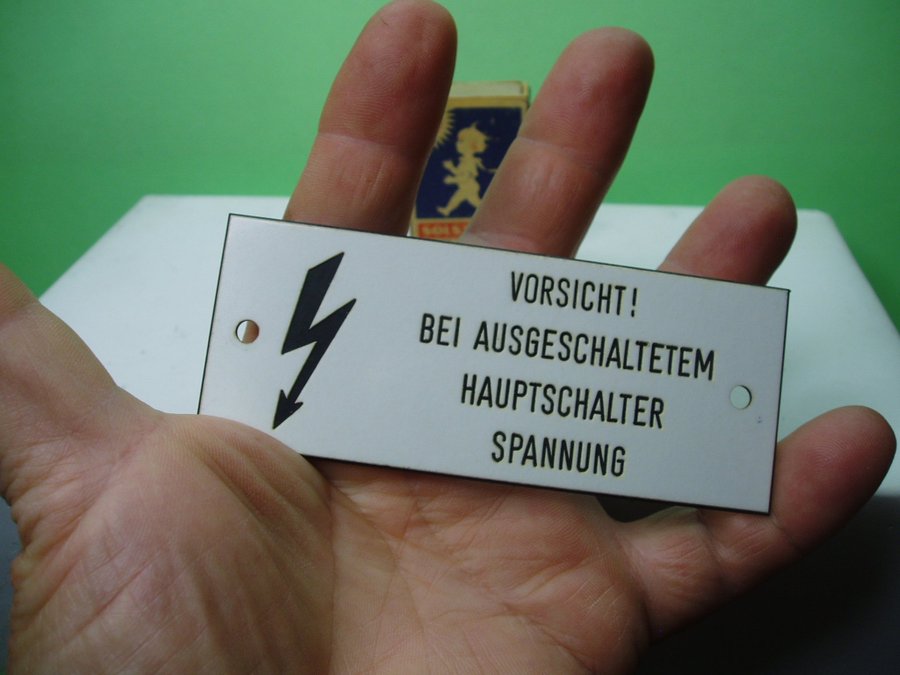 VORSICHT!
BEI AUSGESCHALTETEM
HAUPTSCHALTER
SPANNUNG